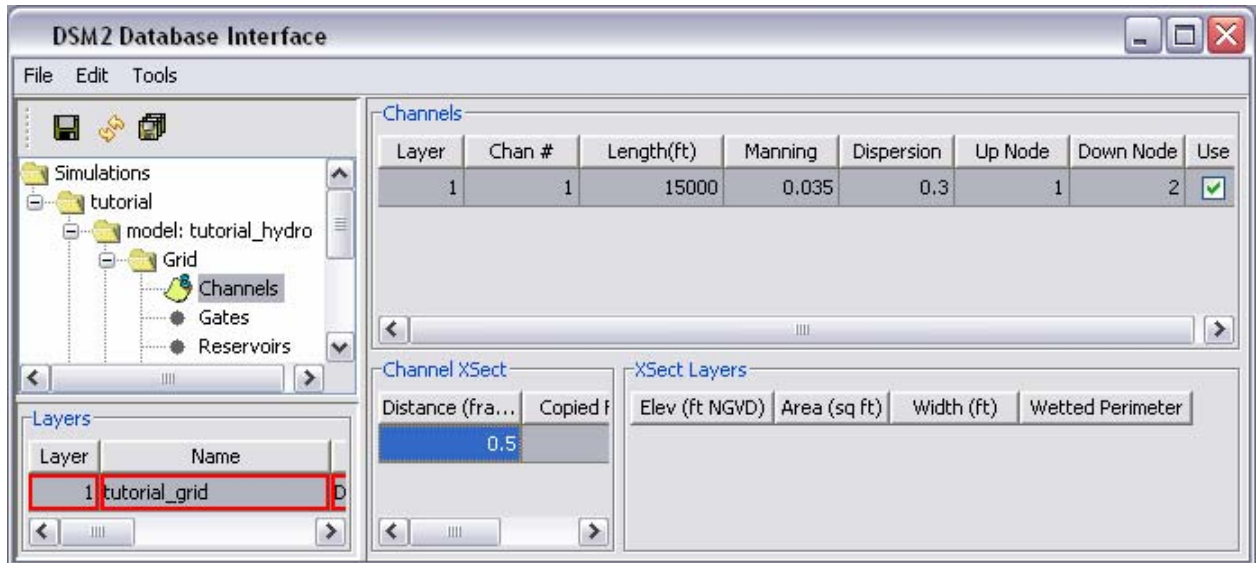 DSM2 Database Interface
File Edit Tools
Simulations
tutorial
model: tutorial_hydro
Grid
Channels
Gates
Reservoirs
Layers
Layer Name
1 tutorial_grid D
Channels
Layer Chan # Length(ft) Manning Dispersion Up Node Down Node Use
1 1 15000 0.035 0.3 1 2
Channel XSect
Distance (fra... Copied F
0.5
XSect Layers
Elev (ft NGVD) Area (sq ft) Width (ft) Wetted Perimeter